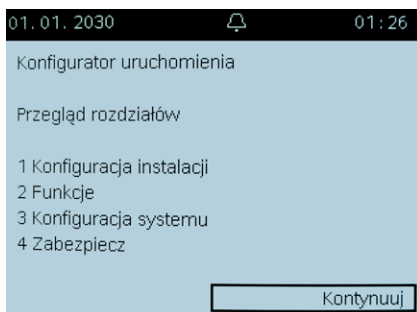 01. 01. 2030 01:26
Konfigurator uruchomienia
Przegląd rozdziałów
1 Konfiguracja instalacji
2 Funkcje
3 Konfiguracja systemu
4 Zabezpiecz
Kontynuuj